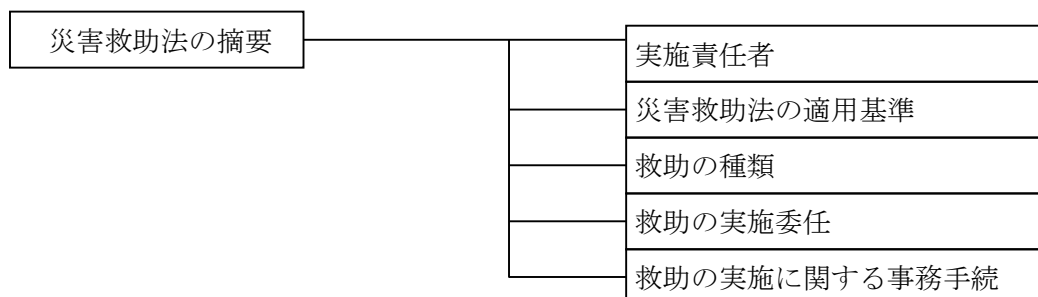 災害救助法の摘要
実施責任者
災害救助法の適用基準
救助の種類
救助の実施委任
救助の実施に関する事務手続